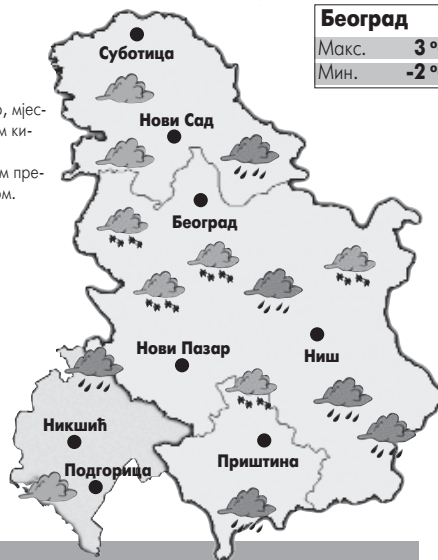 Београд
Макс. 3 °
Мин. -2 °
Суботица
мјес-
м ки-
Нови Сад
м пре-
ом.
Београд
Нови Пазар
Ниш
Никшић
Приштина
Подгорица